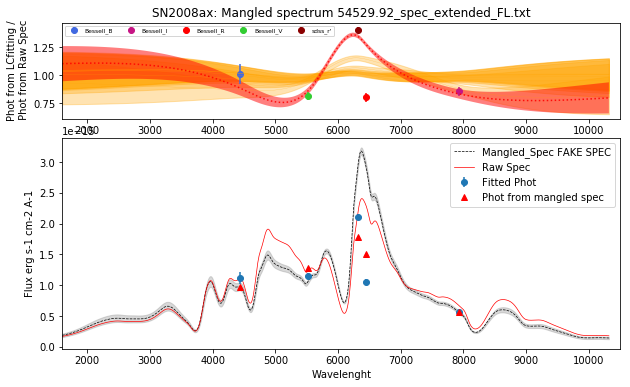 SN2008ax: Mangled spectrum 54529.92_spec_extended_FL.txt
Phot from LCfitting /
Phot from Raw Spec
Bessell_B Bessell_I Bessell_R Bessell_V sdss_r'
1.25
1.00
0.75
2000 3000 4000 5000 6000 7000 8000 9000 10000
1e-15
Flux erg s-1 cm-2 A-1
3.0
2.5
2.0
1.5
1.0
0.5
0.0
Mangled_Spec FAKE SPEC
Raw Spec
Fitted Phot
Phot from mangled spec
2000 3000 4000 5000 6000 7000 8000 9000 10000
Wavelenght